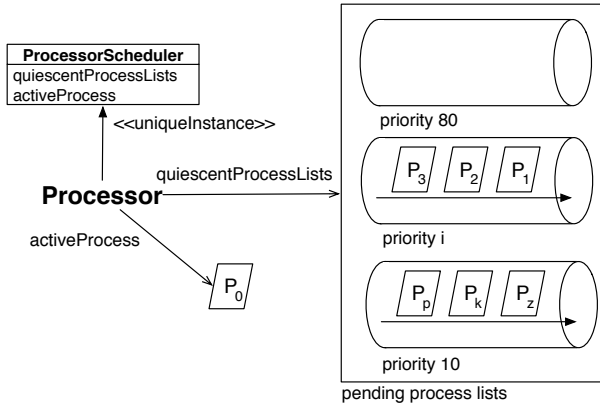 ProcessorScheduler
quiescentProcessLists
activeProcess
<<uniqueInstance>>
Processor
quiescentProcessLists
activeProcess
P0
priority 80
P3 P2 P1
priority i
Pp Pk Pz
priority 10
pending process lists